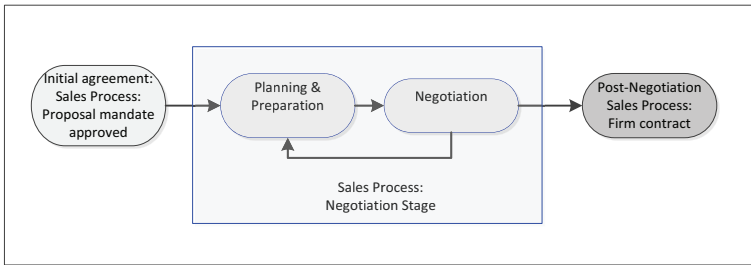 Initial agreement:
Sales Process:
Proposal mandate
approved
Planning &
Preparation
Negotiation
Post-Negotiation
Sales Process:
Firm contract
Sales Process:
Negotiation Stage